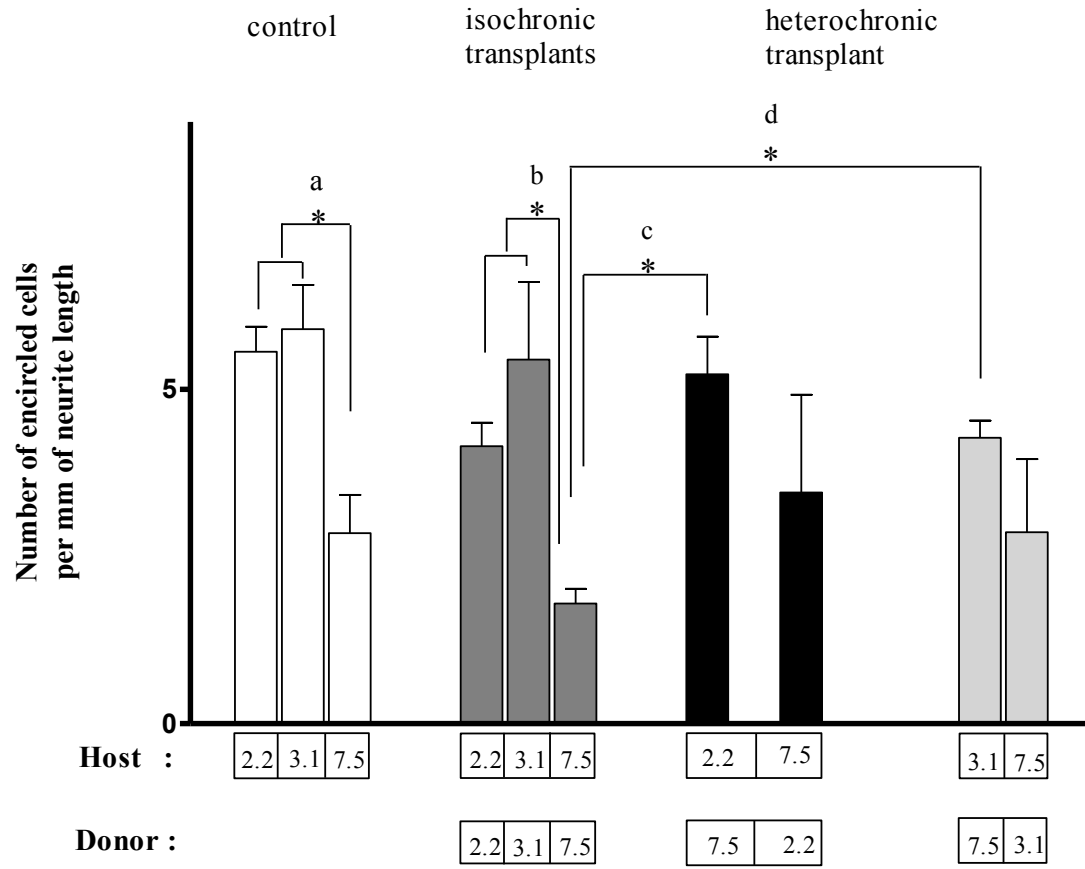 control
isochronic
transplants
heterochronic
transplant
Number of encircled cells
per mm of neurite length
5
0
a
*
b
*
c
*
d
*
Host :
2.2 3.1 7.5
2.2 3.1 7.5
2.2 7.5
3.1 7.5
Donor :
2.2 3.1 7.5
7.5 2.2
7.5 3.1